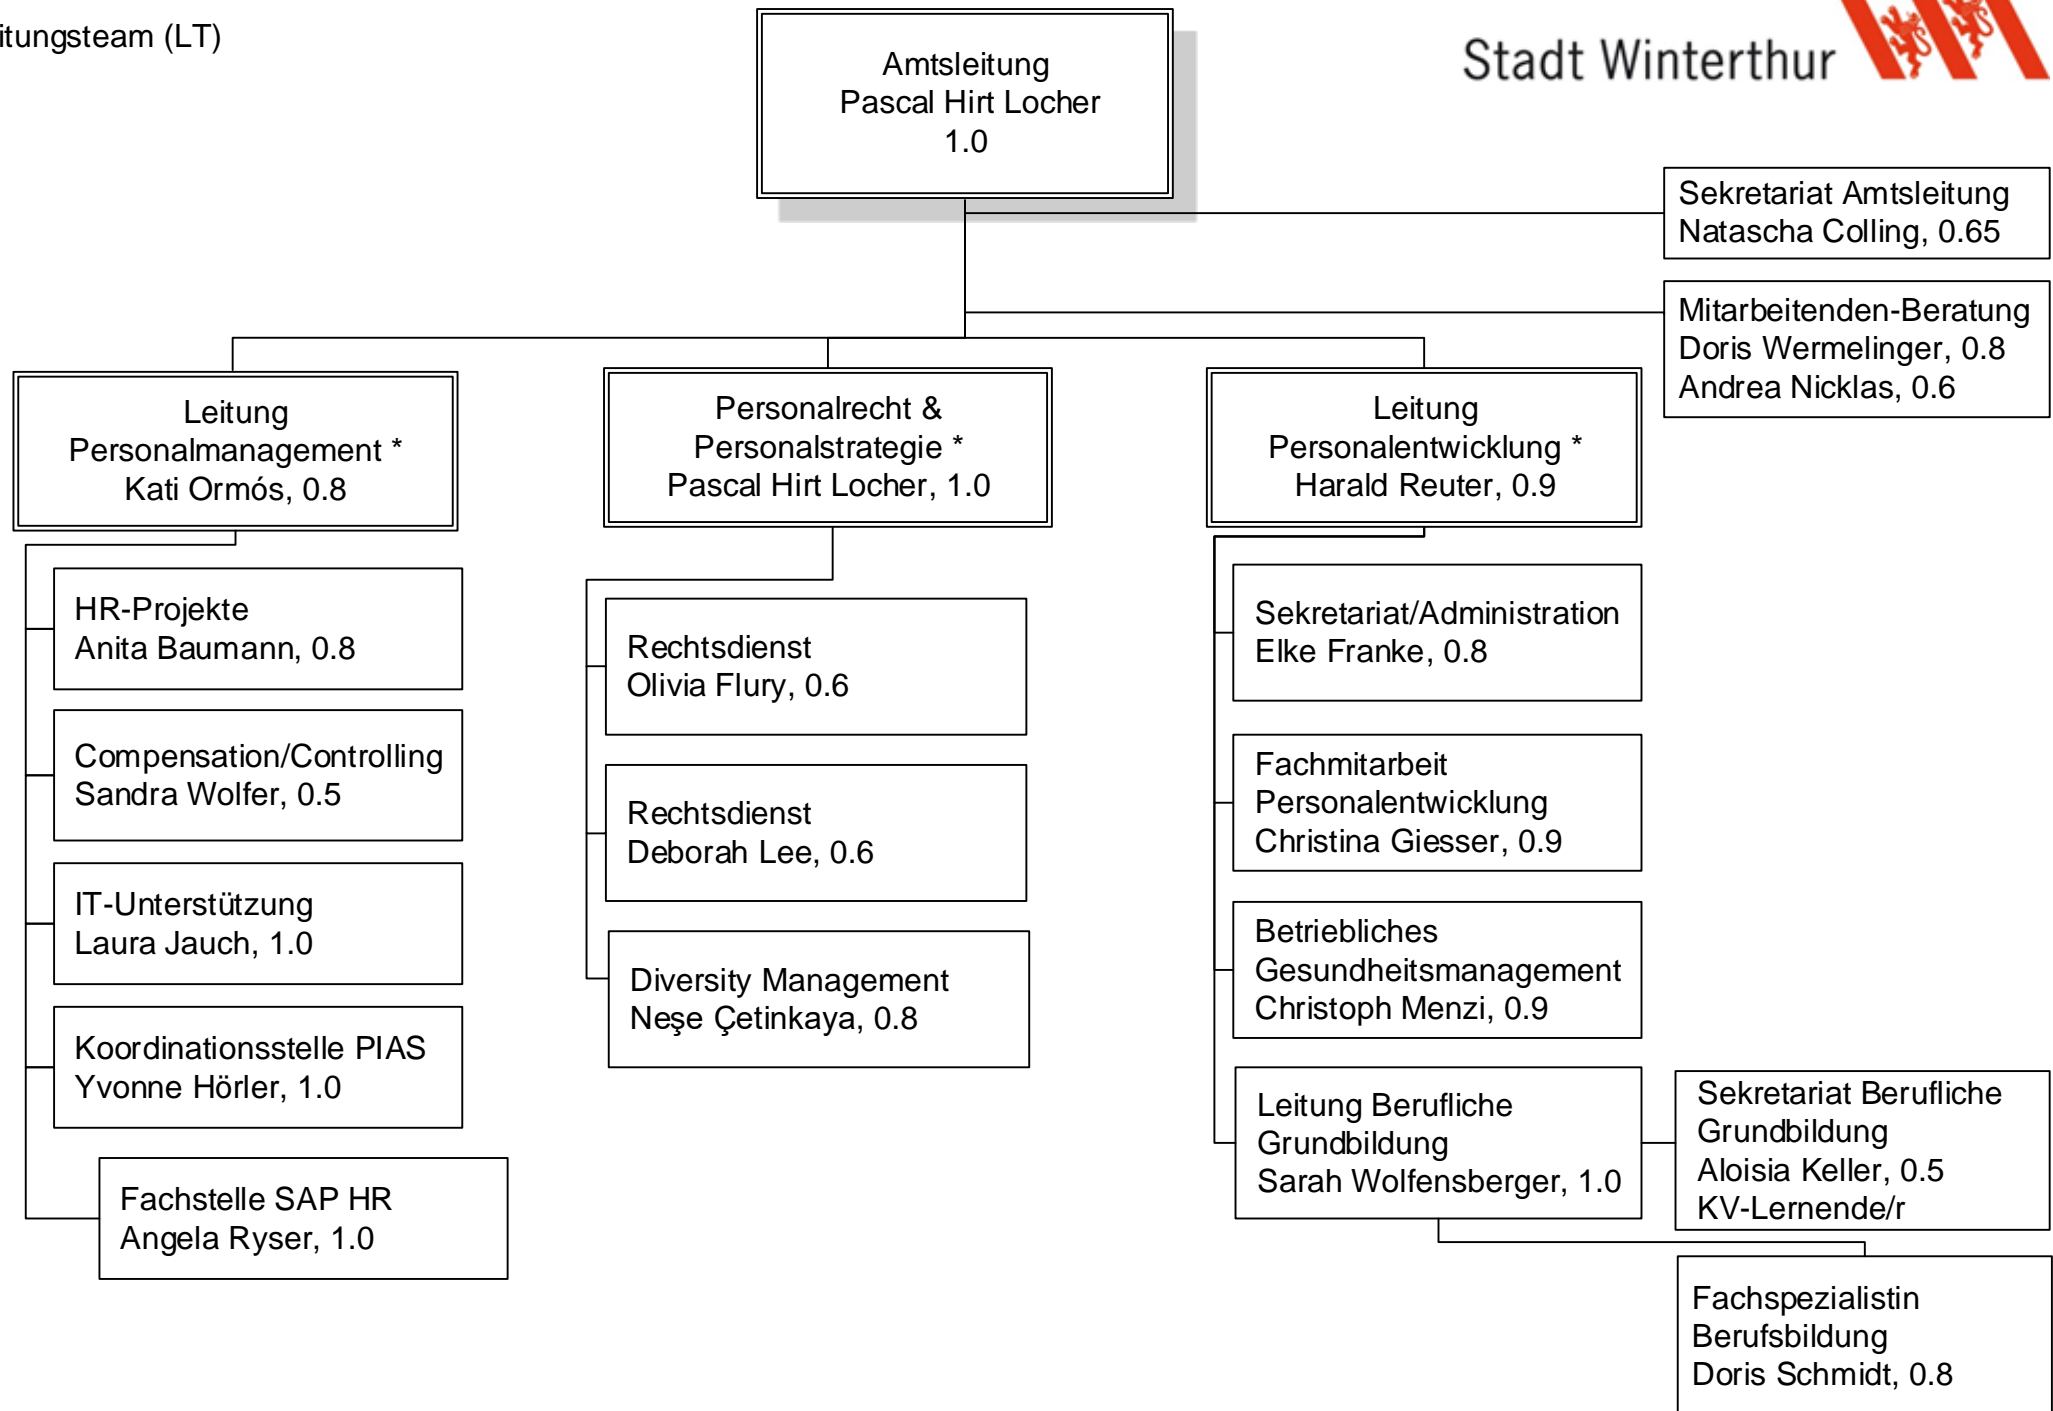 itungsteam (LT)
Stadt Winterthur
Amtsleitung
Pascal Hirt Locher
1.0
Sekretariat Amtsleitung
Natascha Colling, 0.65
Mitarbeitenden-Beratung
Doris Wermelinger, 0.8
Andrea Nicklas, 0.6
Leitung
Personalmanagement *
Kati Ormós, 0.8
Personalrecht &
Personalstrategie *
Pascal Hirt Locher, 1.0
Leitung
Personalentwicklung *
Harald Reuter, 0.9
HR-Projekte
Anita Baumann, 0.8
Compensation/Controlling
Sandra Wolfer, 0.5
IT-Unterstützung
Laura Jauch, 1.0
Koordinationsstelle PIAS
Yvonne Hörler, 1.0
Fachstelle SAP HR
Angela Ryser, 1.0
Rechtsdienst
Olivia Flury, 0.6
Rechtsdienst
Deborah Lee, 0.6
Diversity Management
Neşe Çetinkaya, 0.8
Sekretariat/Administration
Elke Franke, 0.8
Fachmitarbeit
Personalentwicklung
Christina Giesser, 0.9
Betriebliches
Gesundheitsmanagement
Christoph Menzi, 0.9
Leitung Berufliche
Grundbildung
Sarah Wolfensberger, 1.0
Sekretariat Berufliche
Grundbildung
Aloisia Keller, 0.5
KV-Lernende/r
Fachspezialistin
Berufsbildung
Doris Schmidt, 0.8